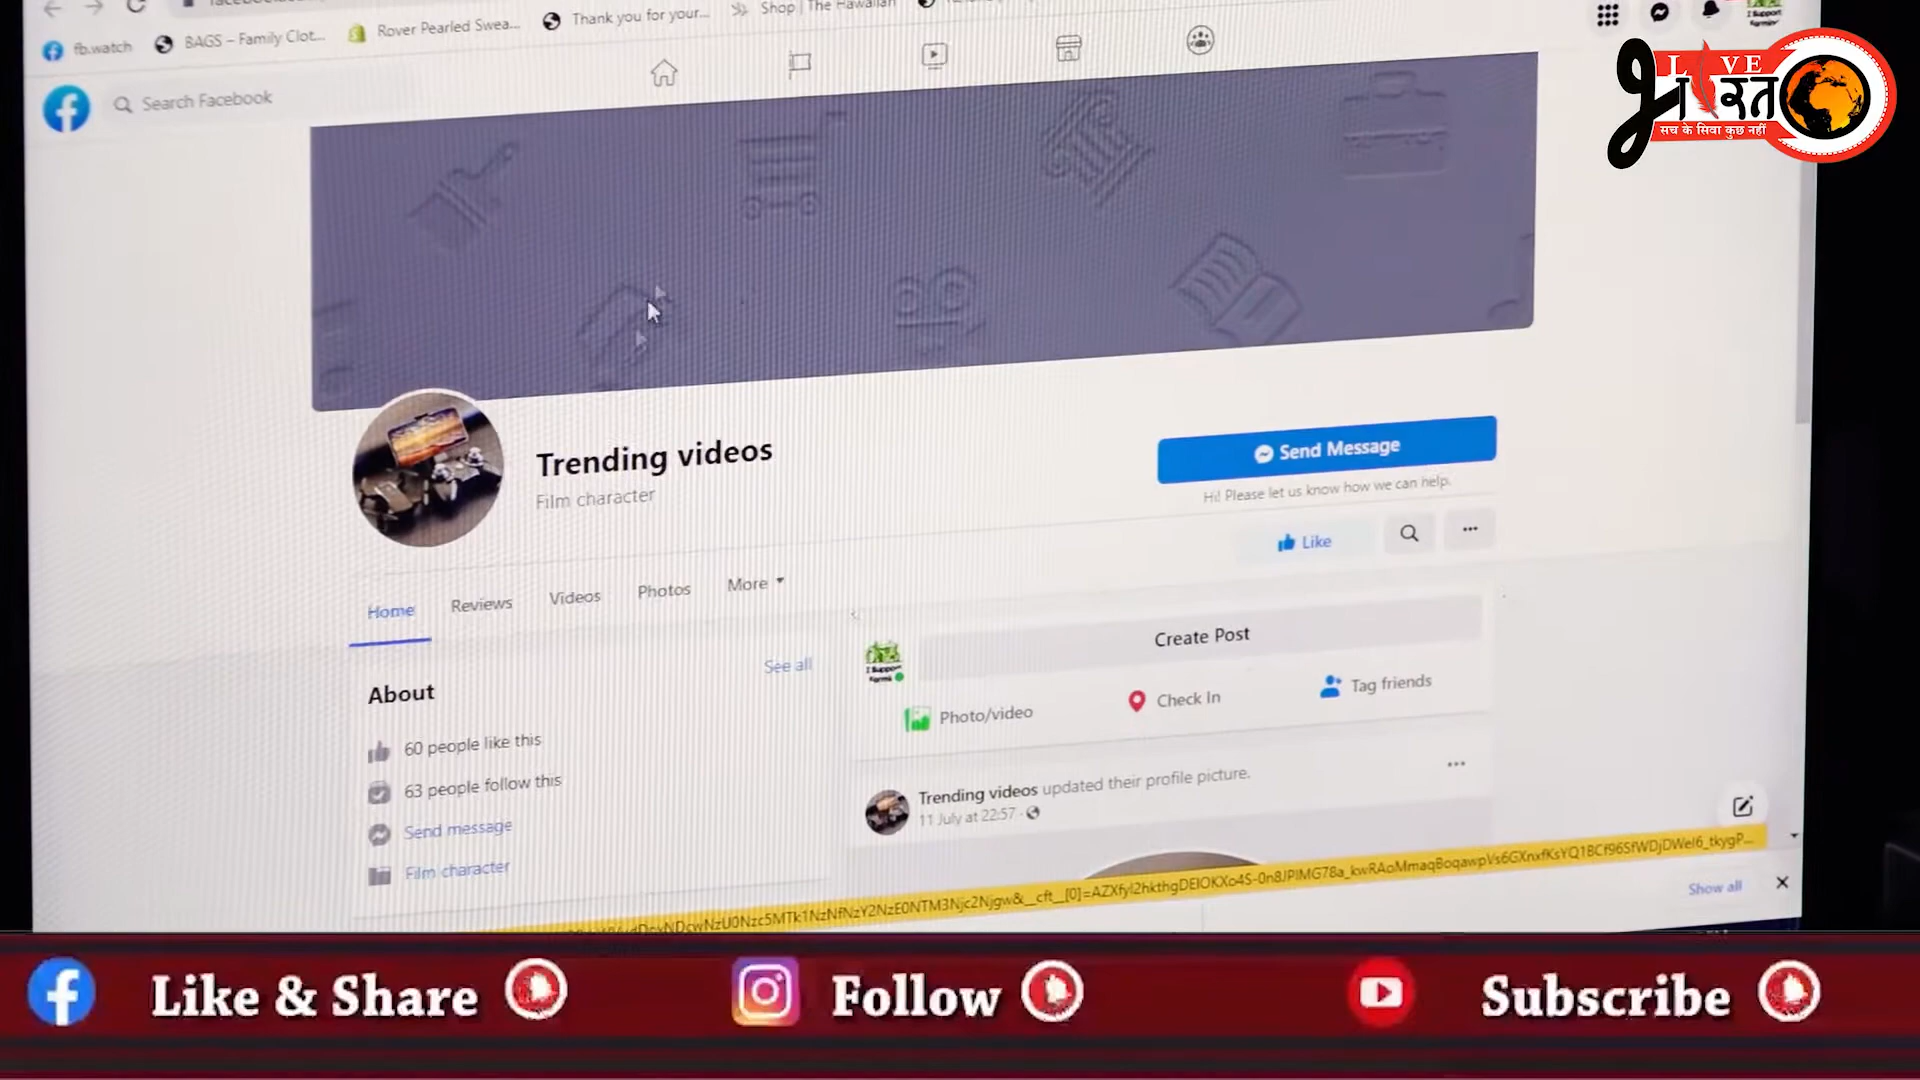 fb.watch
BAGS – Family Clot...
Rover Pearled Swea...
Thank you for your...
Shop | The Hawaiian
Search Facebook
I Support
LIVE
भारत
सच के सिवा कुछ नहीं
Trending videos
Film character
Send Message
Hi! Please let us know how we can help.
Like
Home
Reviews
Videos
Photos
More
About
See all
60 people like this
63 people follow this
Send message
Film character
Create Post
I Support
Farms
Photo/video
Check In
Tag friends
Trending videos updated their profile picture.
11 July at 22:57
Show all
Like & Share
Follow
Subscribe